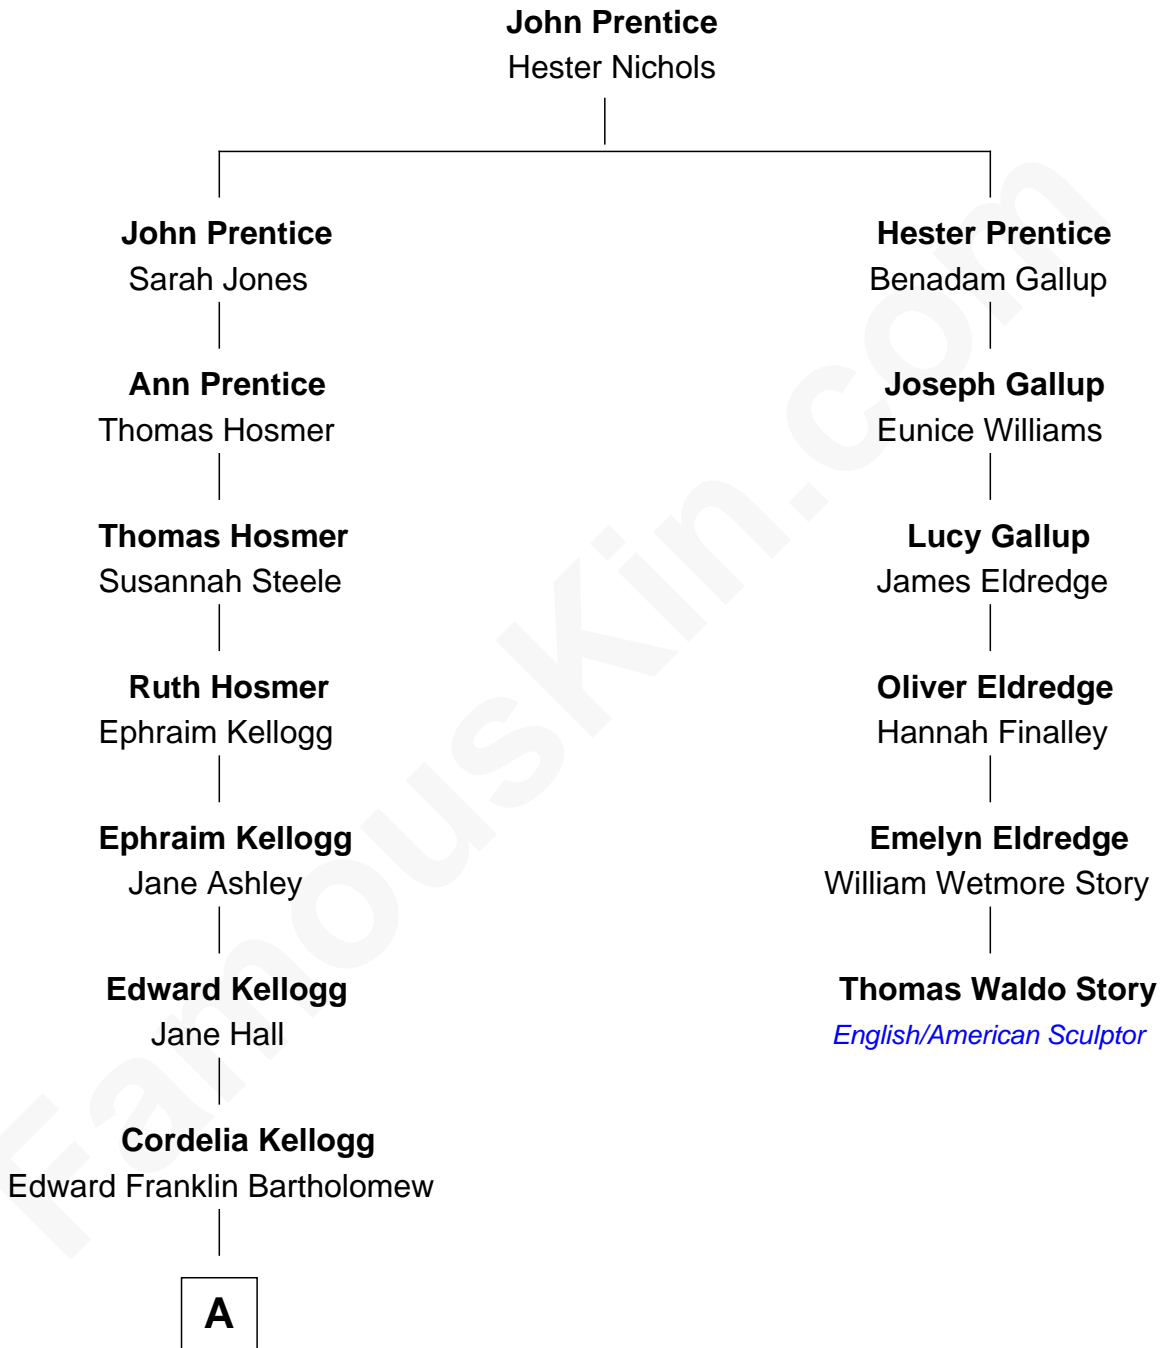 John Prentice
Hester Nichols
John Prentice
Sarah Jones
Hester Prentice
Benadam Gallup
Ann Prentice
Thomas Hosmer
Joseph Gallup
Eunice Williams
Thomas Hosmer
Susannah Steele
Lucy Gallup
James Eldredge
Ruth Hosmer
Ephraim Kellogg
Oliver Eldredge
Hannah Finalley
Ephraim Kellogg
Jane Ashley
Emelyn Eldredge
William Wetmore Story
Edward Kellogg
Jane Hall
Thomas Waldo Story
English/American Sculptor
Cordelia Kellogg
Edward Franklin Bartholomew
A
FamousKin.com